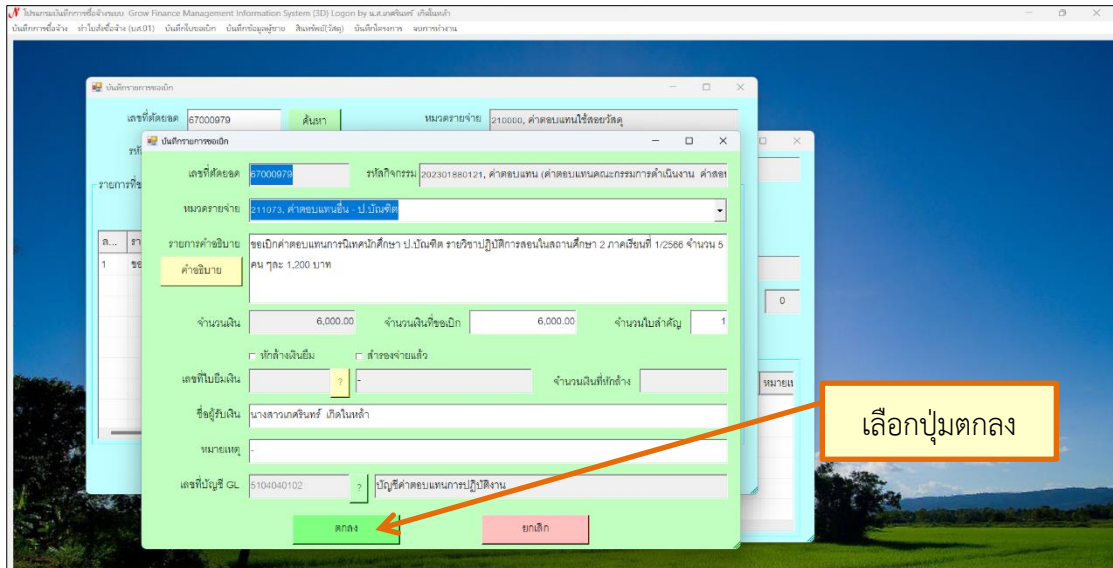 โปรแกรมบันทึกการซื้อจ้างระบบ Grow Finance Management Information System (3D) Logon by น.ส.เกศรินทร์ เกิดในหล้า
บันทึกการซื้อจ้าง ทำใบสั่งซื้อจ้าง (บส.01) บันทึกใบขอเบิก บันทึกข้อมูลผู้ขาย สินทรัพย์(วัสดุ) บันทึกโครงการ จบการทำงาน
บันทึกรายการขอเบิก
เลขที่ตัดยอด 67000979 ค้นหา หมวดรายจ่าย 210000, ค่าตอบแทนใช้สอยวัสดุ
บันทึกรายการขอเบิก
เลขที่ตัดยอด 67000979 รหัสกิจกรรม 202301880121, ค่าตอบแทน (ค่าตอบแทนคณะกรรมการดำเนินงาน ค่าสอ
หมวดรายจ่าย 211073, ค่าตอบแทนอื่น - ป.บัณฑิต
รายการคำอธิบาย ขอเบิกค่าตอบแทนการนิเทศนักศึกษา ป.บัณฑิต รายวิชาปฏิบัติการสอนในสถานศึกษา 2 ภาคเรียนที่ 1/2566 จำนวน 5
คำอธิบาย คน ๆละ 1,200 บาท
ล...
1 ขอ
0
จำนวนเงิน 6,000.00 จำนวนเงินที่ขอเบิก 6,000.00 จำนวนใบสำคัญ 1
หักล้างเงินยืม สำรองจ่ายแล้ว
เลขที่ใบยืมเงิน ? - จำนวนเงินที่หักล้าง
หมายเห
ชื่อผู้รับเงิน นางสาวเกศรินทร์ เกิดในหล้า
หมายเหตุ -
เลขที่บัญชี GL 5104040102 ? บัญชีค่าตอบแทนการปฏิบัติงาน
ตกลง ยกเลิก
เลือกปุ่มตกลง